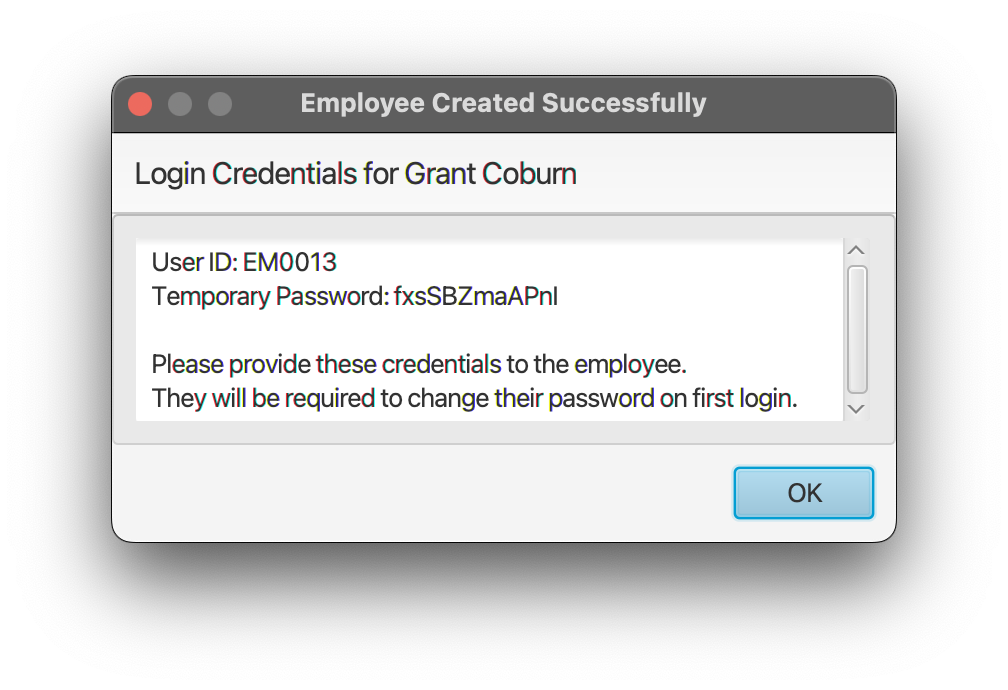 Employee Created Successfully
Login Credentials for Grant Coburn
User ID: EM0013
Temporary Password: fxsSBZmaAPnl
Please provide these credentials to the employee.
They will be required to change their password on first login.
OK